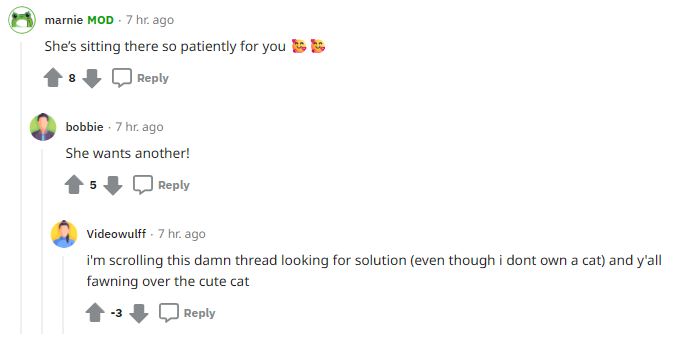 marnie MOD · 7 hr. ago
She's sitting there so patiently for you 🥰 🥰
8 Reply
bobbie · 7 hr. ago
She wants another!
5 Reply
Videowulff · 7 hr. ago
i'm scrolling this damn thread looking for solution (even though i dont own a cat) and y'all
fawning over the cute cat
-3 Reply